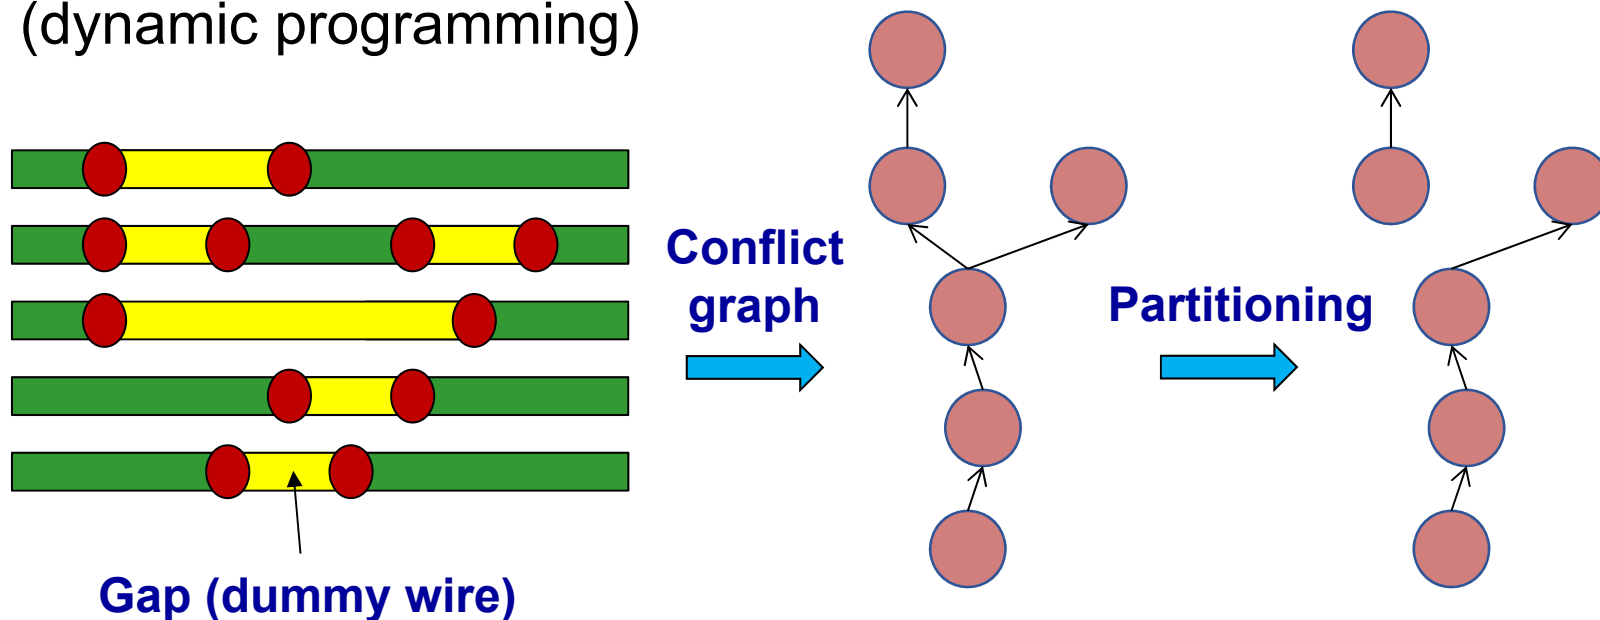 (dynamic programming)
Conflict
graph
Partitioning
Gap (dummy wire)